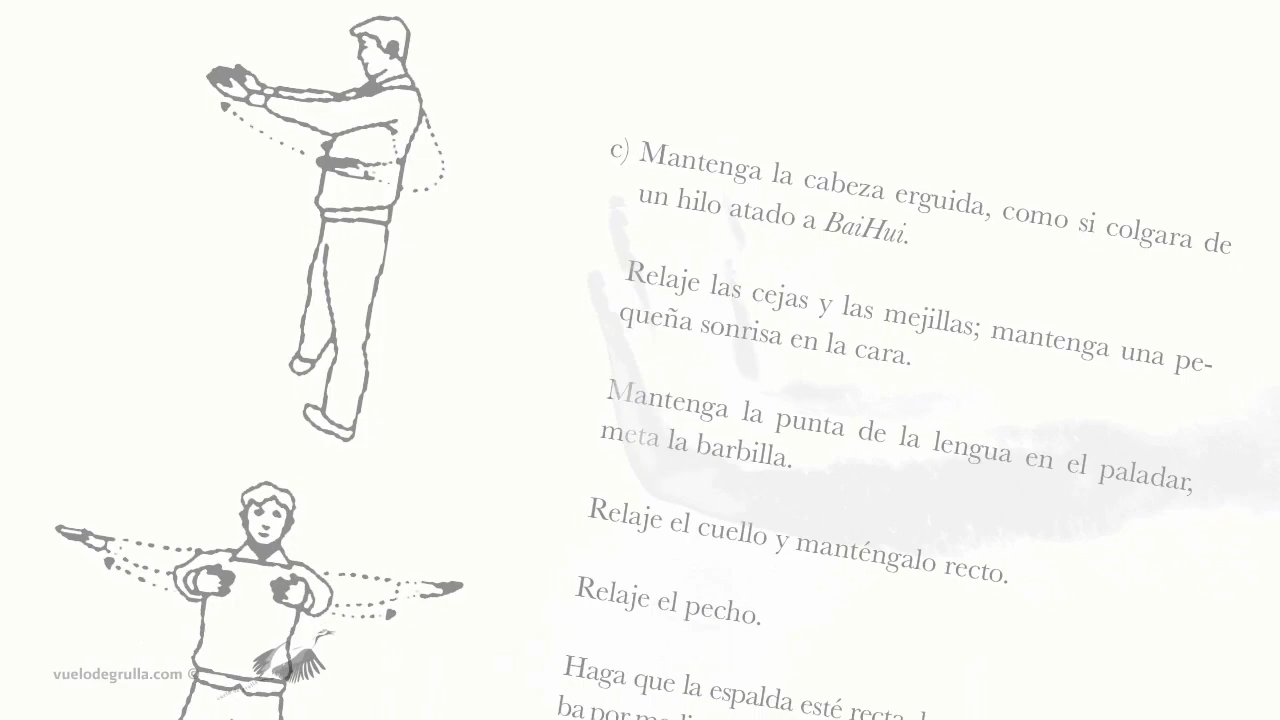 c) Mantenga la cabeza erguida, como si colgara de
un hilo atado a BaiHui.
Relaje las cejas y las mejillas; mantenga una pe-
queña sonrisa en la cara.
Mantenga la punta de la lengua en el paladar,
meta la barbilla.
Relaje el cuello y manténgalo recto.
Relaje el pecho.
Haga que la espalda esté recta
ba por
vuelodegrulla.com ©